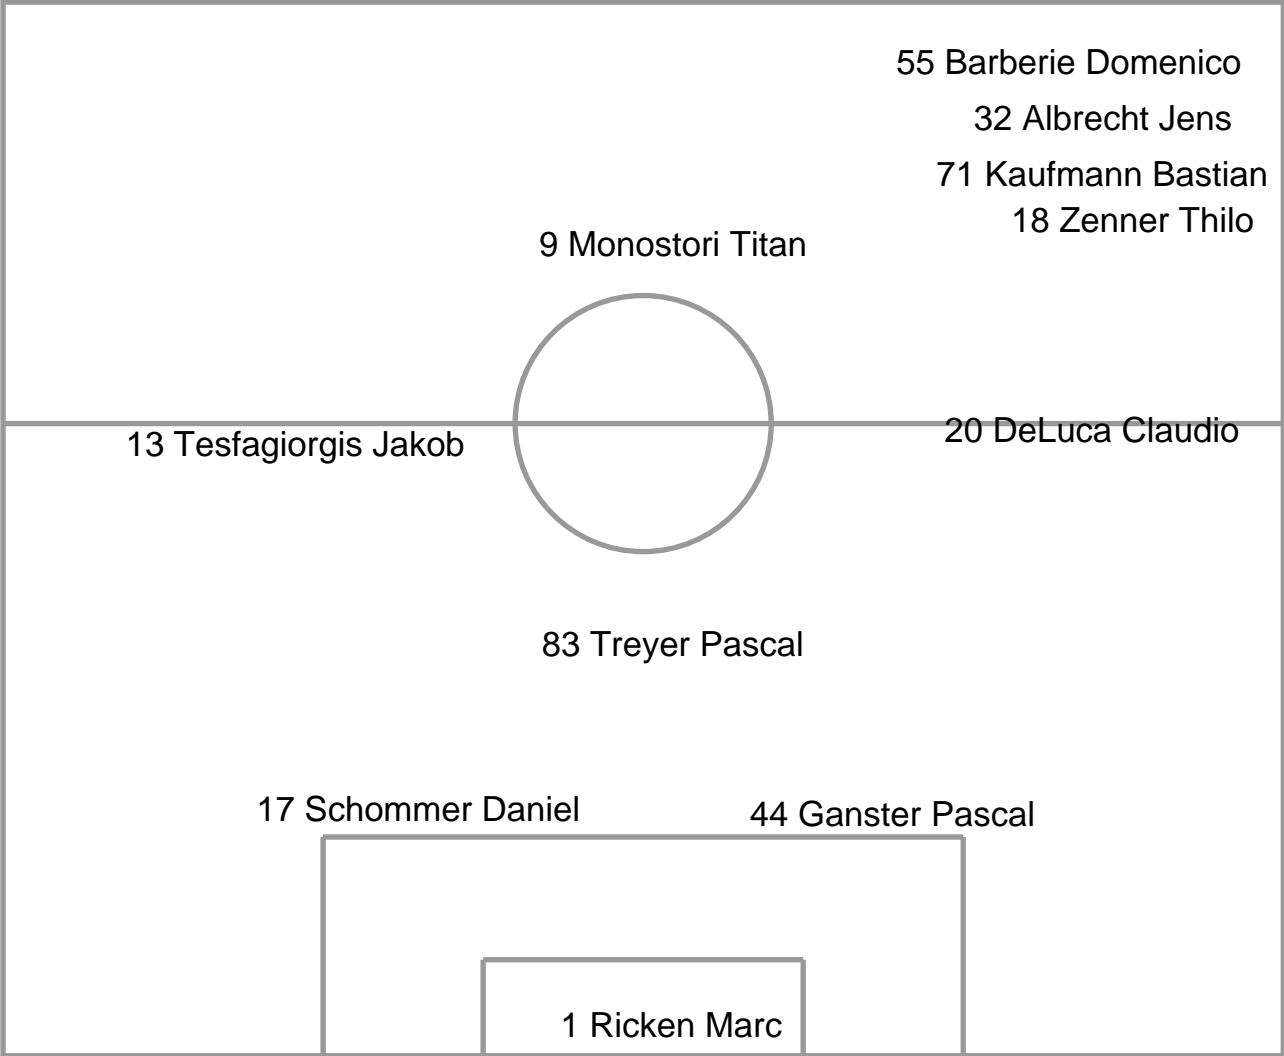 55 Barberie Domenico
32 Albrecht Jens
71 Kaufmann Bastian
18 Zenner Thilo
9 Monostori Titan
13 Tesfagiorgis Jakob
20 DeLuca Claudio
83 Treyer Pascal
17 Schommer Daniel
44 Ganster Pascal
1 Ricken Marc